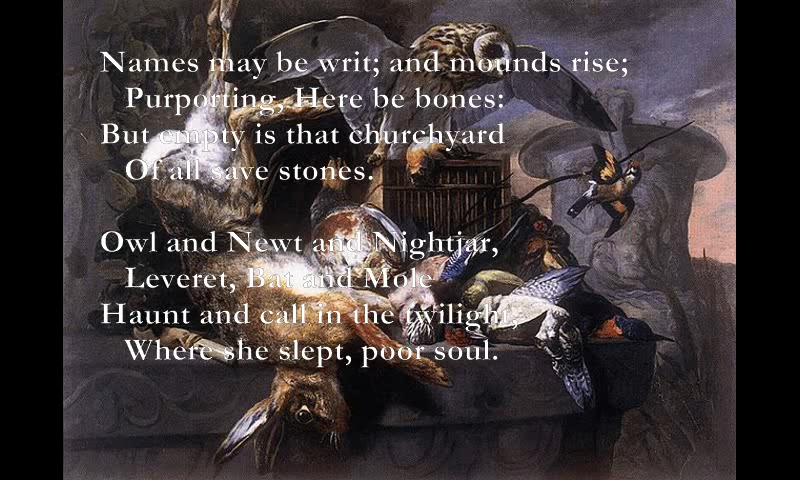 Names may be writ; and mounds rise;
Purporting, Here be bones:
But empty is that churchyard
Of all save stones.
Owl and Newt and Nightjar,
Leveret, Bat and Mole
Haunt and call in the twilight,
Where she slept, poor soul.